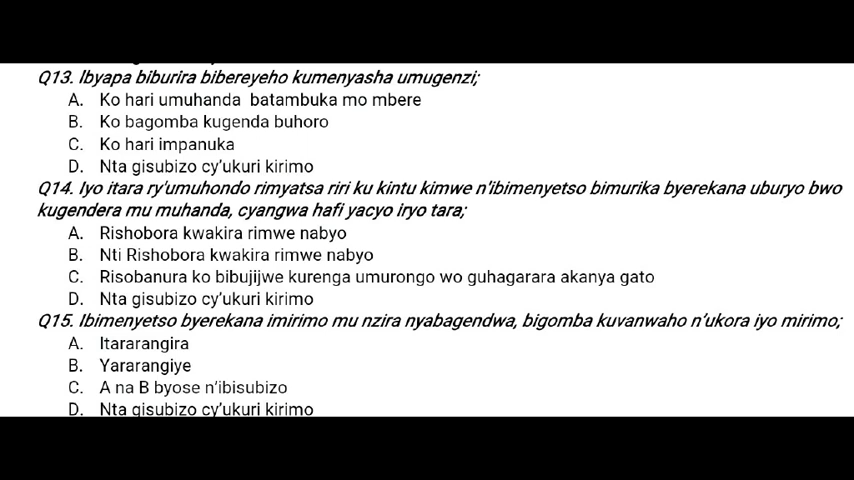 Q13. Ibyapa biburira bibereyeho kumenyasha umugenzi;
A. Ko hari umuhanda batambuka mo mbere
B. Ko bagomba kugenda buhoro
C. Ko hari impanuka
D. Nta gisubizo cy'ukuri kirimo
Q14. Iyo itara ry'umuhondo rimyatsa riri ku kintu kimwe n'ibimenyetso bimurika byerekana uburyo bwo
kugendera mu muhanda, cyangwa hafi yacyo iryo tara;
A. Rishobora kwakira rimwe nabyo
B. Nti Rishobora kwakira rimwe nabyo
C. Risobanura ko bibujijwe kurenga umurongo wo guhagarara akanya gato
D. Nta gisubizo cy'ukuri kirimo
Q15. Ibimenyetso byerekana imirimo mu nzira nyabagendwa, bigomba kuvanwaho n'ukora iyo mirimo;
A. Itararangira
B. Yararangiye
C. A na B byose n'ibisubizo
D. Nta gisubizo cy'ukuri kirimo